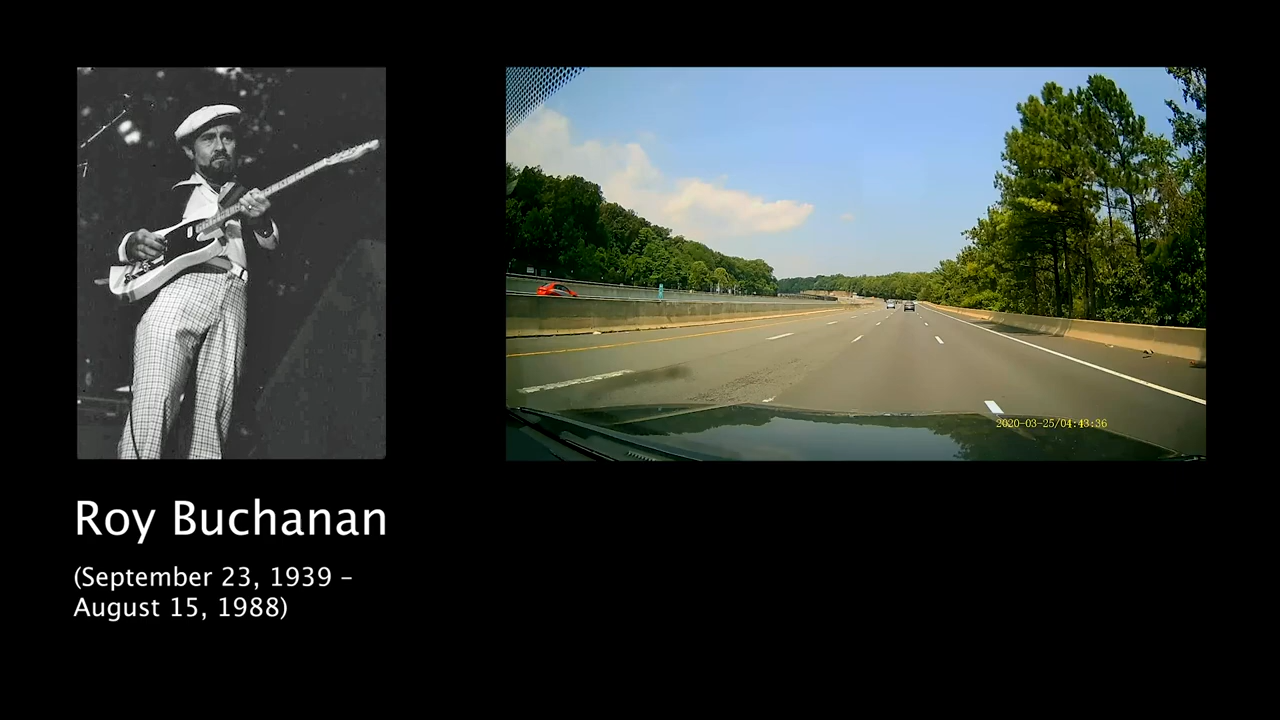 2020-03-25/04:43:36
Roy Buchanan
(September 23, 1939 –
August 15, 1988)